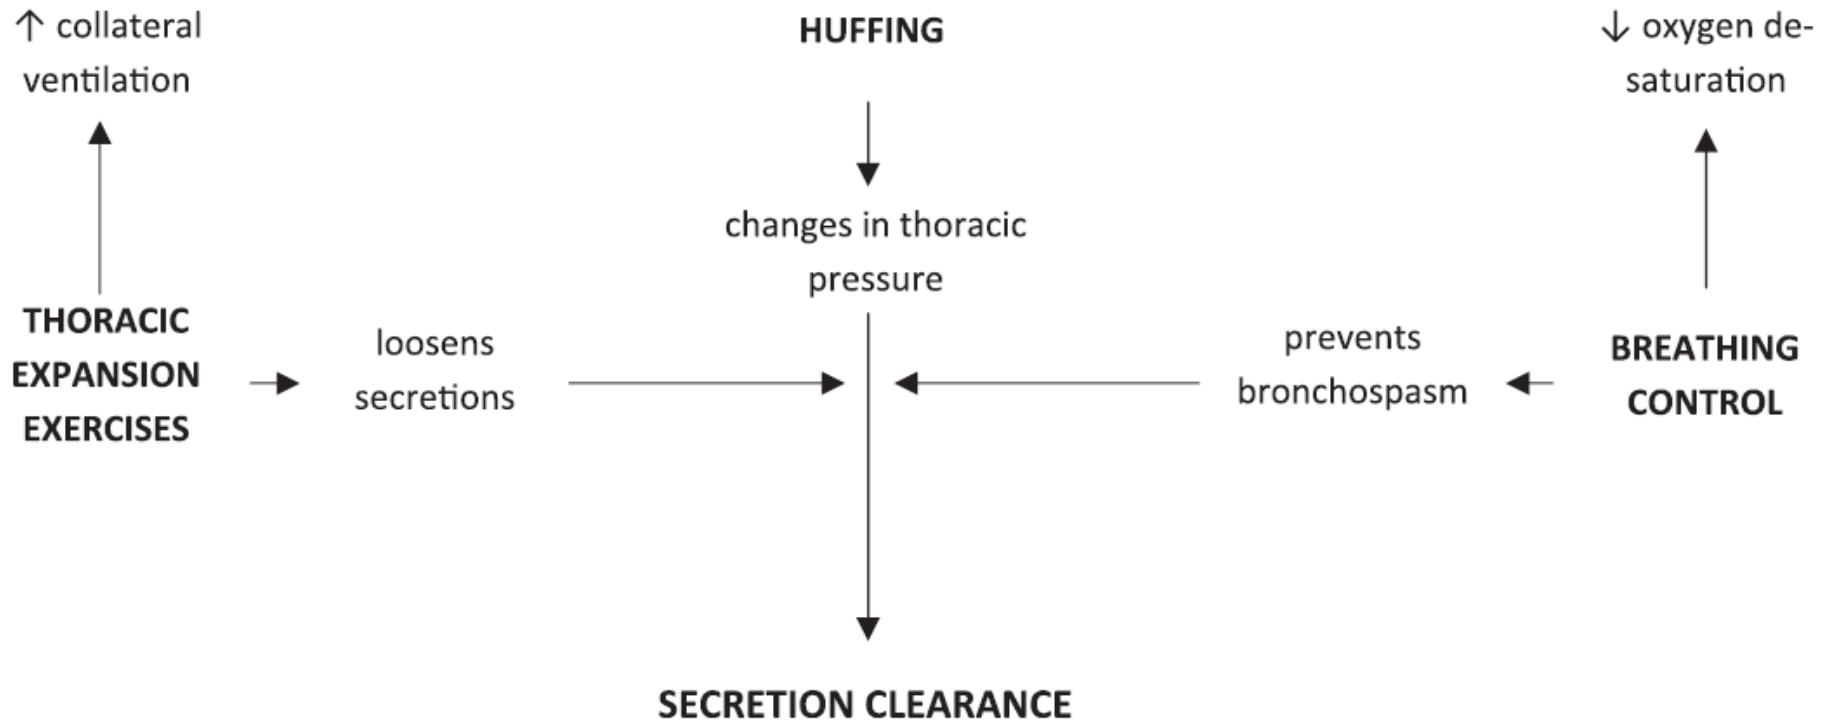 ↑ collateral
ventilation
HUFFING
↓ oxygen de-
saturation
changes in thoracic
pressure
THORACIC
EXPANSION
EXERCISES
loosens
secretions
prevents
bronchospasm
BREATHING
CONTROL
SECRETION CLEARANCE